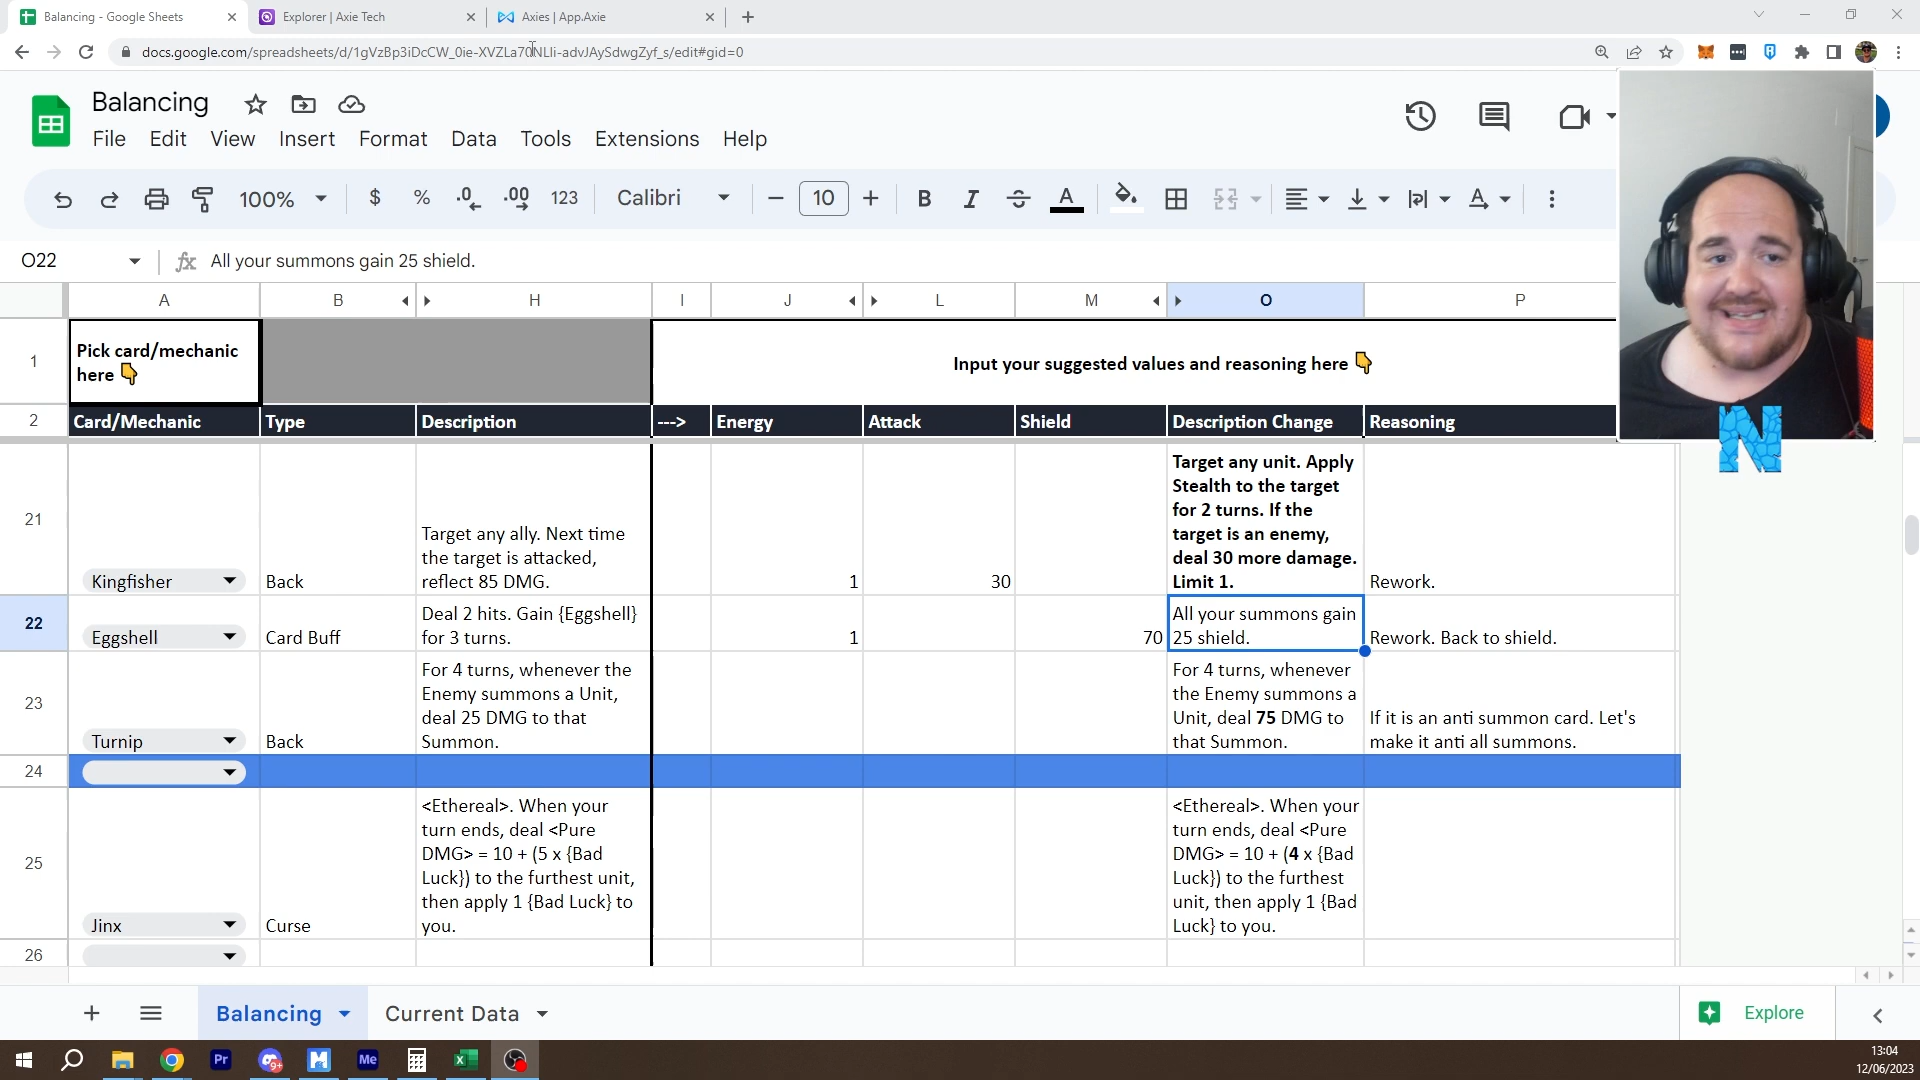 Balancing - Google Sheets
Explorer | Axie Tech
Axies | App.Axie
docs.google.com/spreadsheets/d/1gVzBp3iDcCW_0ie-XVZLa70NLIi-advJAySdwgZyf_s/edit#gid=0
Balancing
File Edit View Insert Format Data Tools Extensions Help
100% $ % .0 .00 123 Calibri 10 B I S A
O22 fx All your summons gain 25 shield.
A B H I J L M O P
1
Pick card/mechanic
here
Input your suggested values and reasoning here
2 Card/Mechanic Type Description ---> Energy Attack Shield Description Change Reasoning
21
Kingfisher
Back
Target any ally. Next time
the target is attacked,
reflect 85 DMG.
1
30
Target any unit. Apply
Stealth to the target
for 2 turns. If the
target is an enemy,
deal 30 more damage.
Limit 1.
Rework.
22
Eggshell
Card Buff
Deal 2 hits. Gain {Eggshell}
for 3 turns.
1
70
All your summons gain
25 shield.
Rework. Back to shield.
23
Turnip
Back
For 4 turns, whenever the
Enemy summons a Unit,
deal 25 DMG to that
Summon.
For 4 turns, whenever
the Enemy summons a
Unit, deal 75 DMG to
that Summon.
If it is an anti summon card. Let's
make it anti all summons.
24
25
Jinx
Curse
<Ethereal>. When your
turn ends, deal <Pure
DMG> = 10 + (5 x {Bad
Luck}) to the furthest unit,
then apply 1 {Bad Luck} to
you.
<Ethereal>. When your
turn ends, deal <Pure
DMG> = 10 + (4 x {Bad
Luck}) to the furthest
unit, then apply 1 {Bad
Luck} to you.
26
N
Balancing
Current Data
Explore
Pr
9+
Me
13:04
12/06/2023